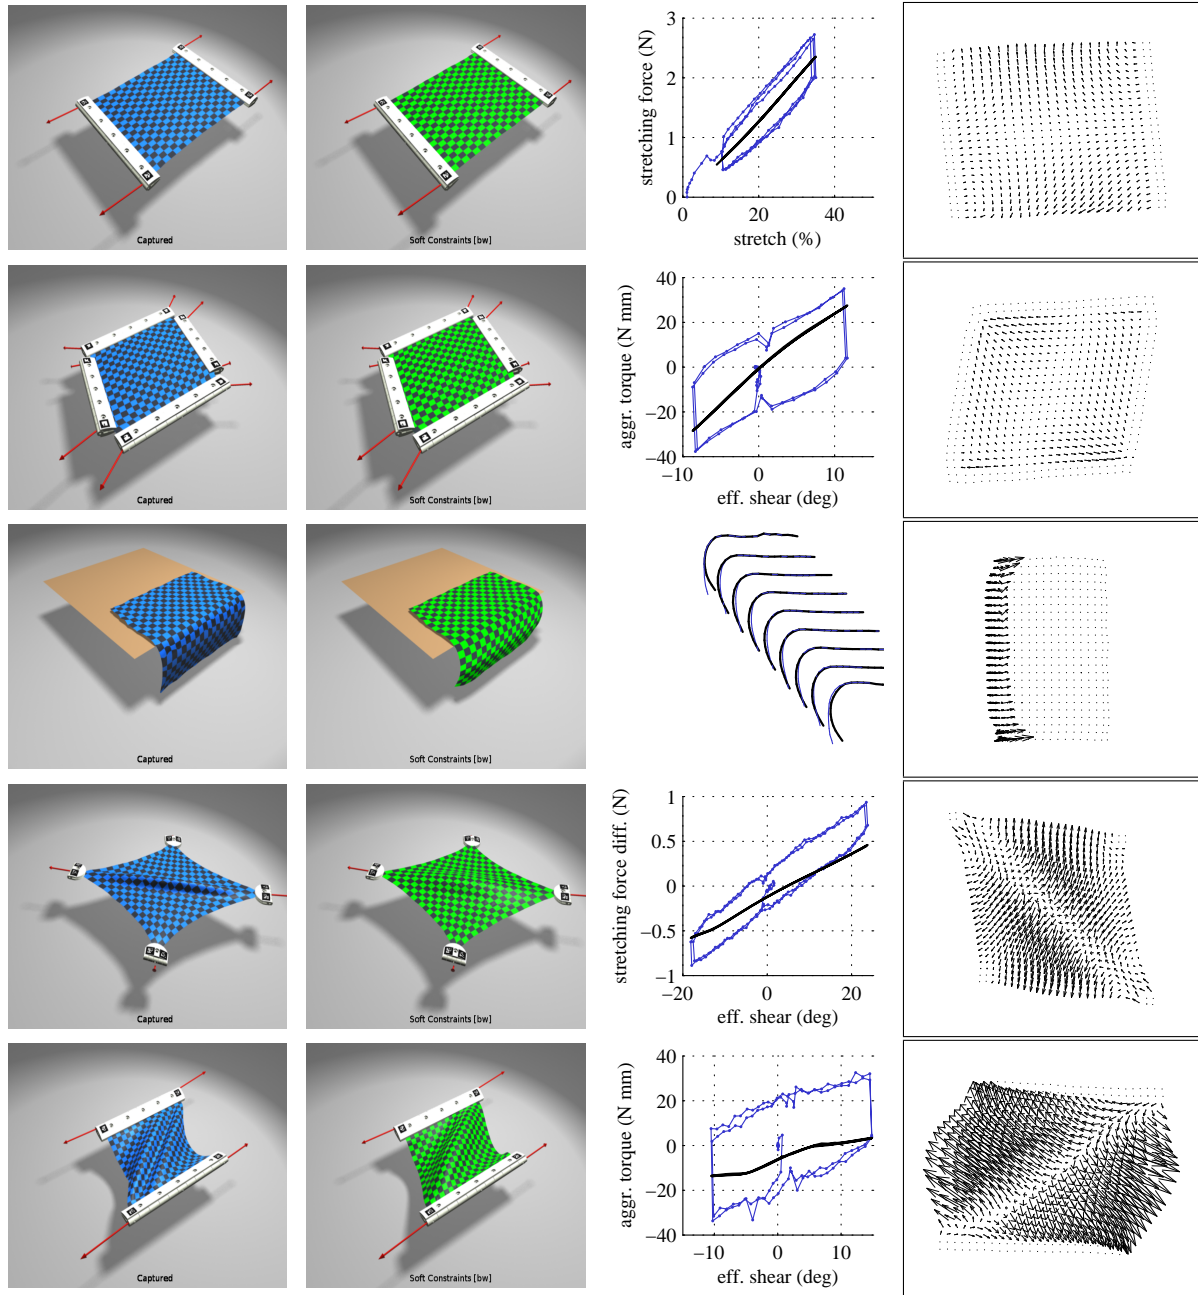 Captured
Soft Constraints [bw]
stretching force (N)
3
2
1
0
0
20
40
stretch (%)
Captured
Soft Constraints [bw]
aggr. torque (N mm)
40
20
0
−20
−40
−10
0
10
eff. shear (deg)
Captured
Soft Constraints [bw]
Captured
Soft Constraints [bw]
stretching force diff. (N)
1
0.5
0
−0.5
−1
−20
0
20
eff. shear (deg)
Captured
Soft Constraints [bw]
aggr. torque (N mm)
40
20
0
−20
−40
−10
0
10
eff. shear (deg)